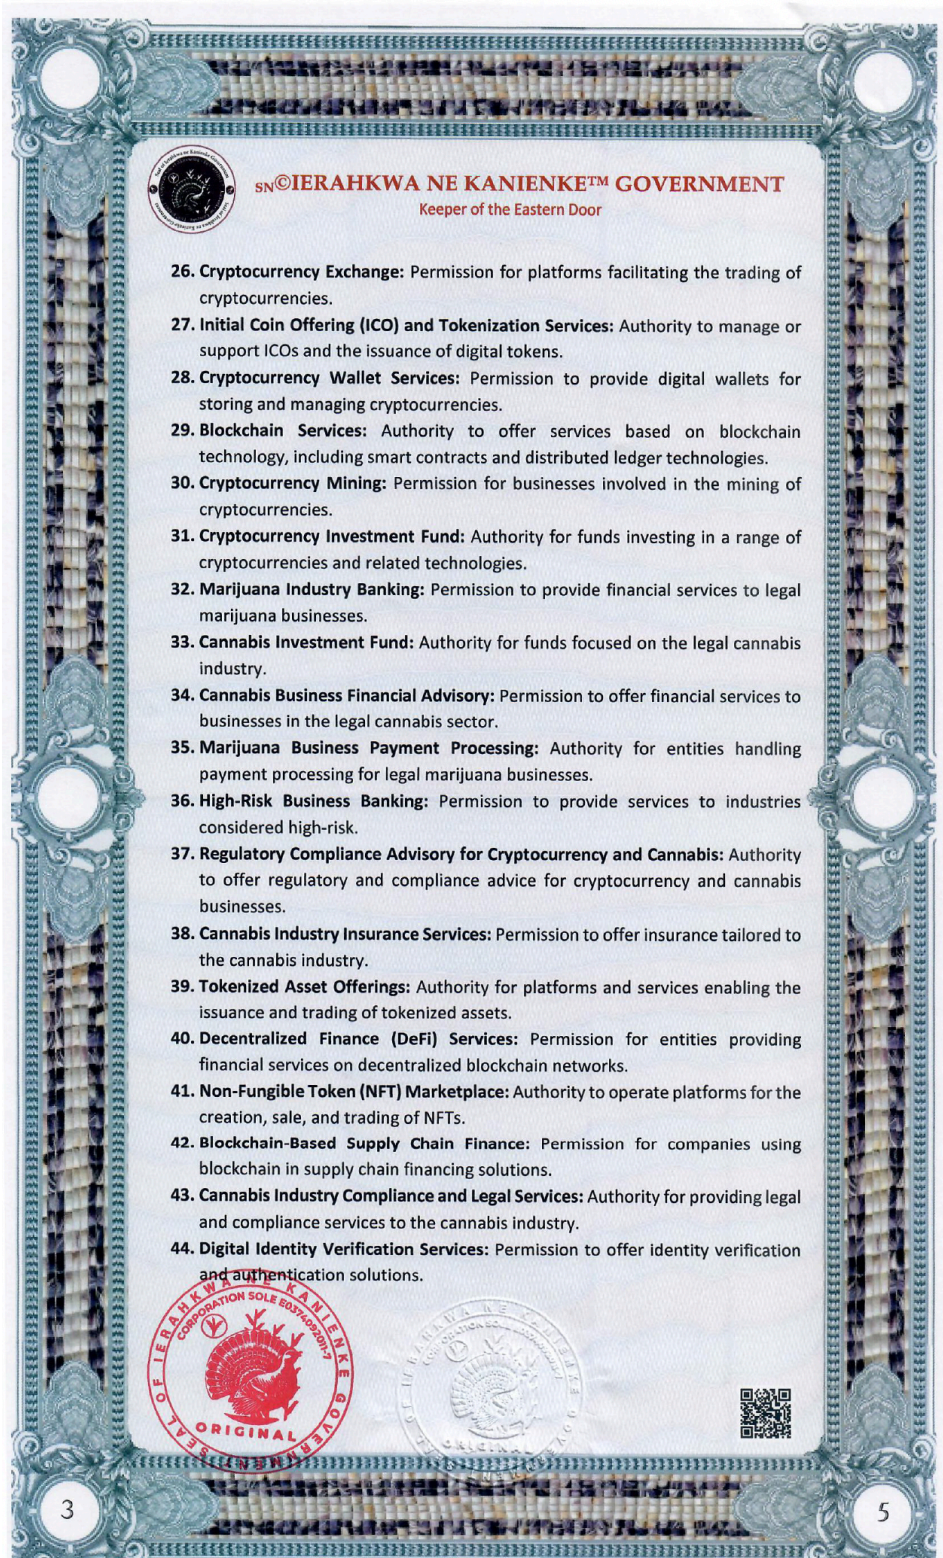 SN©IERAHKWA NE KANIENKE™ GOVERNMENT
Keeper of the Eastern Door
26. Cryptocurrency Exchange: Permission for platforms facilitating the trading of
cryptocurrencies.
27. Initial Coin Offering (ICO) and Tokenization Services: Authority to manage or
support ICOs and the issuance of digital tokens.
28. Cryptocurrency Wallet Services: Permission to provide digital wallets for
storing and managing cryptocurrencies.
29. Blockchain Services: Authority to offer services based on blockchain
technology, including smart contracts and distributed ledger technologies.
30. Cryptocurrency Mining: Permission for businesses involved in the mining of
cryptocurrencies.
31. Cryptocurrency Investment Fund: Authority for funds investing in a range of
cryptocurrencies and related technologies.
32. Marijuana Industry Banking: Permission to provide financial services to legal
marijuana businesses.
33. Cannabis Investment Fund: Authority for funds focused on the legal cannabis
industry.
34. Cannabis Business Financial Advisory: Permission to offer financial services to
businesses in the legal cannabis sector.
35. Marijuana Business Payment Processing: Authority for entities handling
payment processing for legal marijuana businesses.
36. High-Risk Business Banking: Permission to provide services to industries
considered high-risk.
37. Regulatory Compliance Advisory for Cryptocurrency and Cannabis: Authority
to offer regulatory and compliance advice for cryptocurrency and cannabis
businesses.
38. Cannabis Industry Insurance Services: Permission to offer insurance tailored to
the cannabis industry.
39. Tokenized Asset Offerings: Authority for platforms and services enabling the
issuance and trading of tokenized assets.
40. Decentralized Finance (DeFi) Services: Permission for entities providing
financial services on decentralized blockchain networks.
41. Non-Fungible Token (NFT) Marketplace: Authority to operate platforms for the
creation, sale, and trading of NFTs.
42. Blockchain-Based Supply Chain Finance: Permission for companies using
blockchain in supply chain financing solutions.
43. Cannabis Industry Compliance and Legal Services: Authority for providing legal
and compliance services to the cannabis industry.
44. Digital Identity Verification Services: Permission to offer identity verification
and authentication solutions.
SEAL OF IERAHKWA NE KANIENKE GOVERNMENT
CORPORATION SOLE E0374092011-7
ORIGINAL
ORIGINAL
3
5